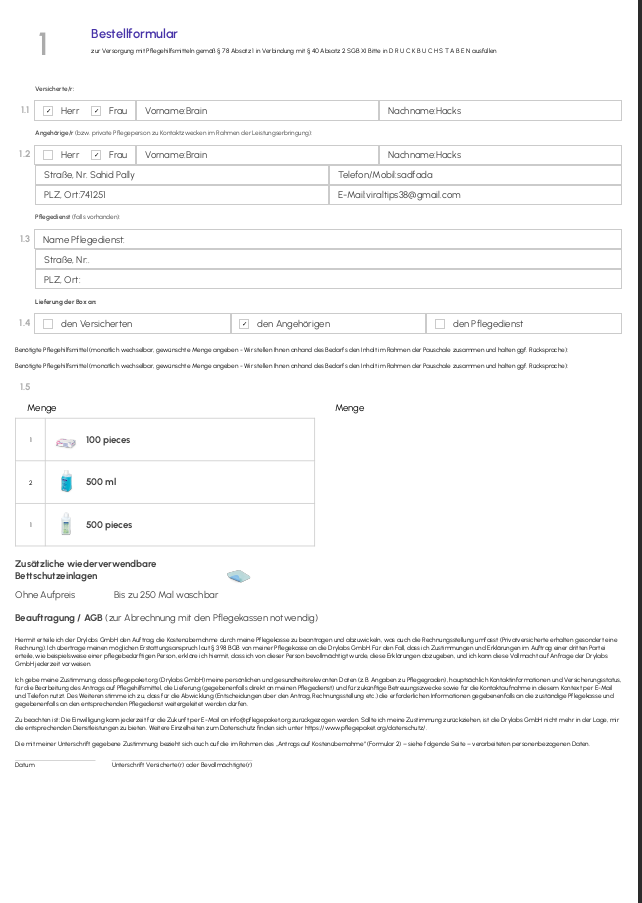 1
Bestellformular
zur Versorgung mit Pflegehilfsmitteln gemäß § 78 Absatz 1 in Verbindung mit § 40 Absatz 2 SGB XI Bitte in D R U C K B U C H S T A B E N ausfüllen
Versicherte/r:
1.1 Herr Frau Vorname:Brain Nachname:Hacks
Angehörige/r (bzw. private Pflegeperson zu Kontaktzwecken im Rahmen der Leistungserbringung):
1.2 Herr Frau Vorname:Brain Nachname:Hacks
Straße, Nr. Sahid Pally Telefon/Mobil:sadfada
PLZ, Ort:741251 E-Mail:viraltips38@gmail.com
Pflegedienst (falls vorhanden):
1.3 Name Pflegedienst:
Straße, Nr.:
PLZ, Ort:
Lieferung der Box an:
1.4 den Versicherten den Angehörigen den Pflegedienst
Benötigte Pflegehilfsmittel (monatlich wechselbar, gewünschte Menge angeben - Wir stellen Ihnen anhand des Bedarfs den Inhalt im Rahmen der Pauschale zusammen und halten ggf. Rücksprache):
Benötigte Pflegehilfsmittel (monatlich wechselbar, gewünschte Menge angeben - Wir stellen Ihnen anhand des Bedarfs den Inhalt im Rahmen der Pauschale zusammen und halten ggf. Rücksprache):
1.5
Menge Menge
1 100 pieces
2 500 ml
1 500 pieces
Zusätzliche wiederverwendbare
Bettschutzeinlagen
Ohne Aufpreis Bis zu 250 Mal waschbar
Beauftragung / AGB (zur Abrechnung mit den Pflegekassen notwendig)
Hiermit erteile ich der Drylabs GmbH den Auftrag, die Kostenübernahme durch meine Pflegekasse zu beantragen und abzuwickeln, was auch die Rechnungsstellung umfasst (Privatversicherte erhalten gesondert eine
Rechnung). Ich übertrage meinen möglichen Erstattungsanspruch laut § 398 BGB von meiner Pflegekasse an die Drylabs GmbH. Für den Fall, dass ich Zustimmungen und Erklärungen im Auftrag einer dritten Partei
erteile, wie beispielsweise einer pflegebedürftigen Person, erkläre ich hiermit, dass ich von dieser Person bevollmächtigt wurde, diese Erklärungen abzugeben, und ich kann diese Vollmacht auf Anfrage der Drylabs
GmbH jederzeit vorweisen.
Ich gebe meine Zustimmung, dass pflegepaket.org (Drylabs GmbH) meine persönlichen und gesundheitsrelevanten Daten (z.B. Angaben zu Pflegegraden), hauptsächlich Kontaktinformationen und Versicherungsstatus,
für die Bearbeitung des Antrags auf Pflegehilfsmittel, die Lieferung (gegebenenfalls direkt an meinen Pflegedienst) und für zukünftige Betreuungszwecke sowie für die Kontaktaufnahme in diesem Kontext per E-Mail
und Telefon nutzt. Des Weiteren stimme ich zu, dass für die Abwicklung (Entscheidungen über den Antrag, Rechnungsstellung etc.) die erforderlichen Informationen gegebenenfalls an die zuständige Pflegekasse und
gegebenenfalls an den entsprechenden Pflegedienst weitergeleitet werden dürfen.
Zu beachten ist: Die Einwilligung kann jederzeit für die Zukunft per E-Mail an info@pflegepaket.org zurückgezogen werden. Sollte ich meine Zustimmung zurückziehen, ist die Drylabs GmbH nicht mehr in der Lage, mir
die entsprechenden Dienstleistungen zu bieten. Weitere Einzelheiten zum Datenschutz finden sich unter https://www.pflegepaket.org/datenschutz/.
Die mit meiner Unterschrift gegebene Zustimmung bezieht sich auch auf die im Rahmen des „Antrags auf Kostenübernahme“ (Formular 2) – siehe folgende Seite – verarbeiteten personenbezogenen Daten.
Datum Unterschrift Versicherte(r) oder Bevollmächtigte(r)